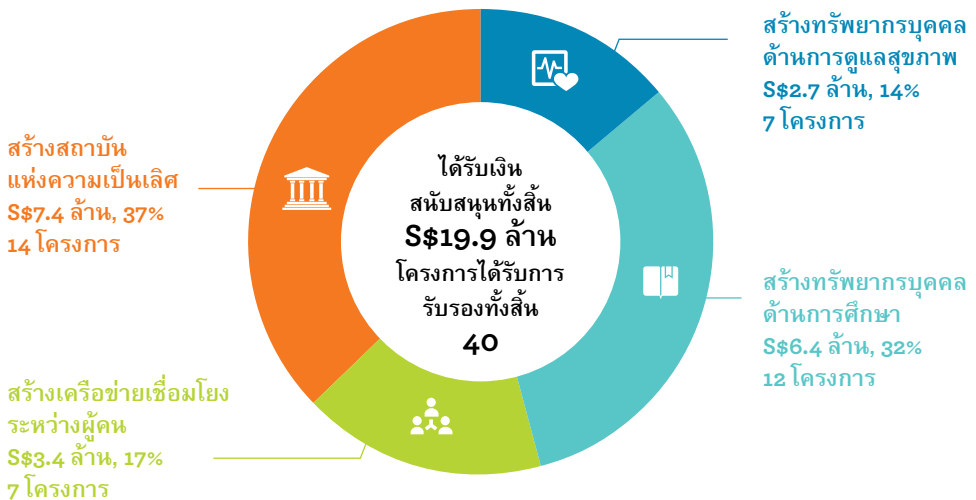 สร้างทรัพยากรบุคคล
ด้านการดูแลสุขภาพ
S$2.7 ล้าน, 14%
7 โครงการ
สร้างสถาบัน
แห่งความเป็นเลิศ
S$7.4 ล้าน, 37%
14 โครงการ
ได้รับเงิน
สนับสนุนทั้งสิ้น
S$19.9 ล้าน
โครงการได้รับการ
รับรองทั้งสิ้น
40
สร้างทรัพยากรบุคคล
ด้านการศึกษา
S$6.4 ล้าน, 32%
12 โครงการ
สร้างเครือข่ายเชื่อมโยง
ระหว่างผู้คน
S$3.4 ล้าน, 17%
7 โครงการ